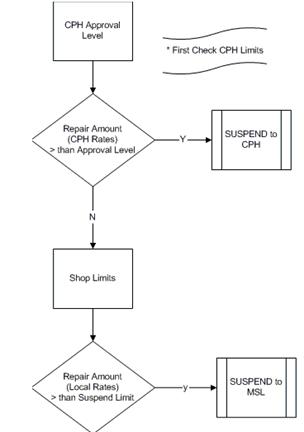 CPH Approval
Level
* First Check CPH Limits
Repair Amount
(CPH Rates)
> than Approval Level
Y
SUSPEND to
CPH
N
Shop Limits
Repair Amount
(Local Rates)
> than Suspend Limit
y
SUSPEND to
MSL